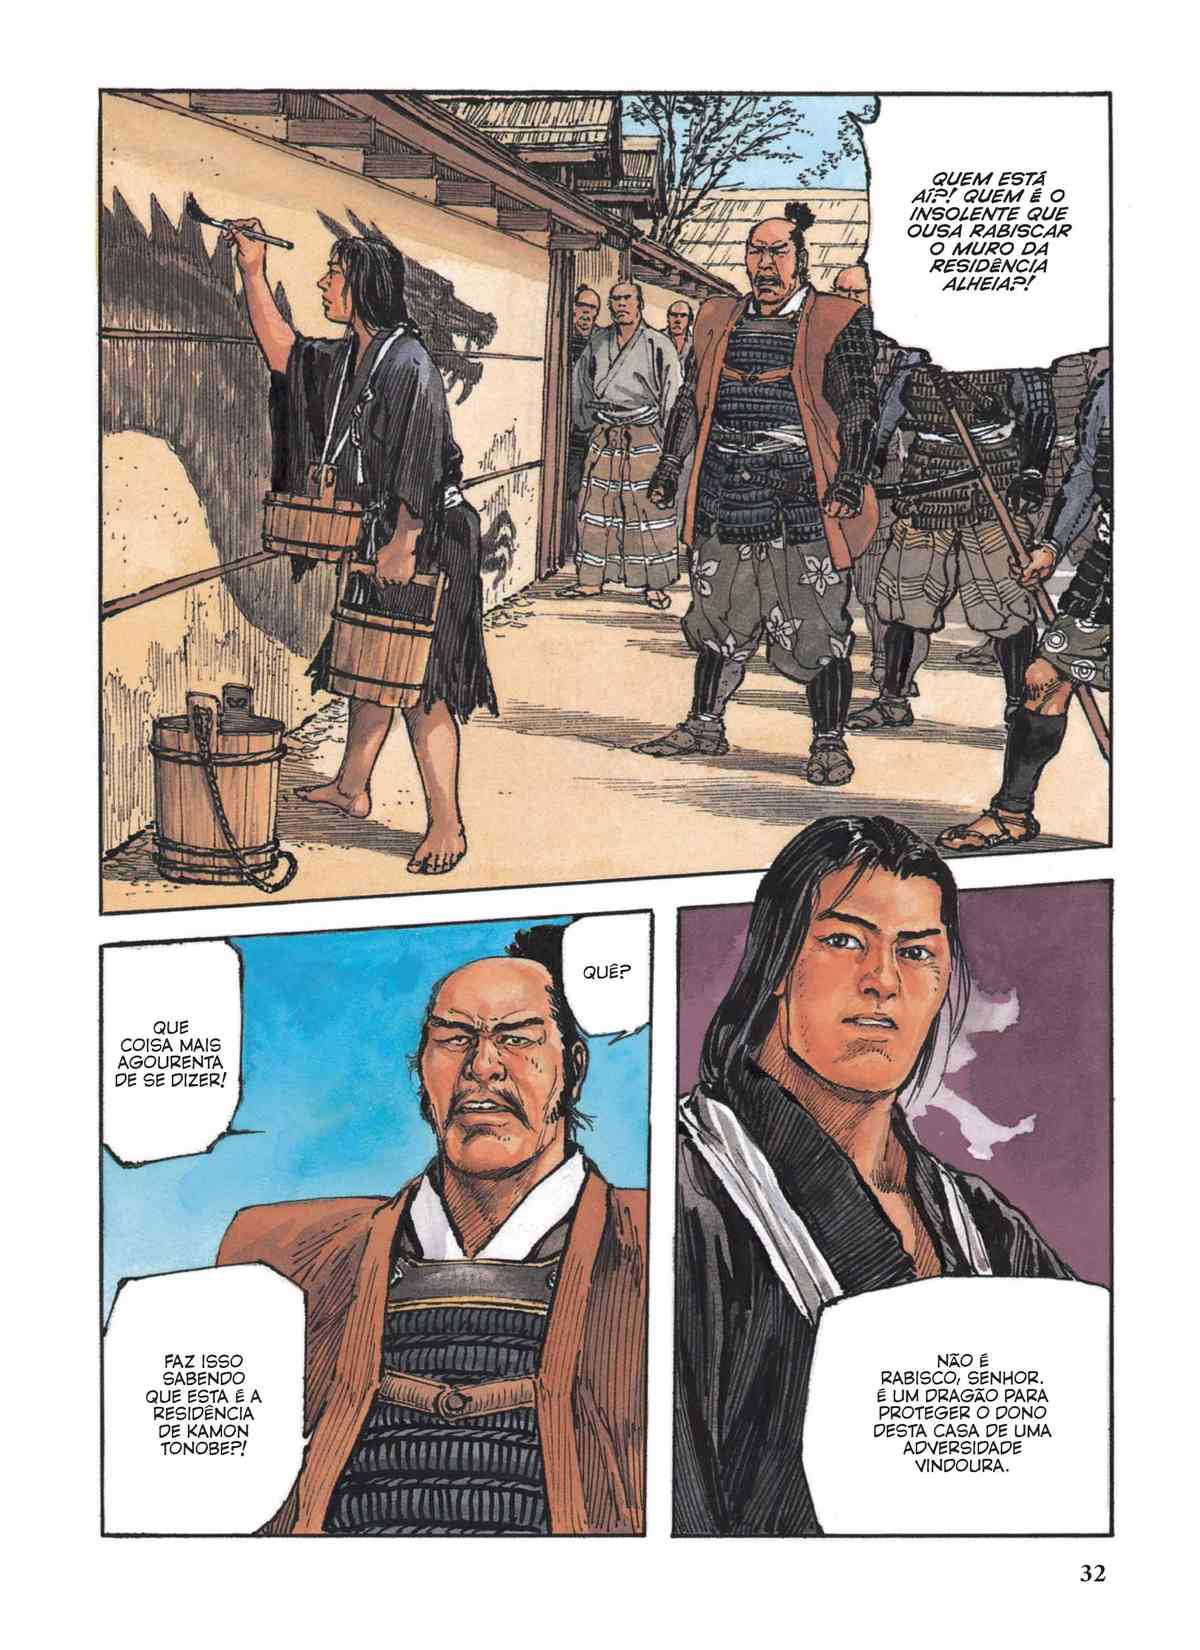 QUEM ESTÁ
AÍ?! QUEM É O
INSOLENTE QUE
OUSA RABISCAR
O MURO DA
RESIDÊNCIA
ALHEIA?!
NÃO É
RABISCO, SENHOR.
É UM DRAGÃO PARA
PROTEGER O DONO
DESTA CASA DE UMA
ADVERSIDADE
VINDOURA.
QUÊ?
QUE
COISA MAIS
AGOURENTA
DE SE DIZER!
FAZ ISSO
SABENDO
QUE ESTA É A
RESIDÊNCIA
DE KAMON
TONOBE?!
32